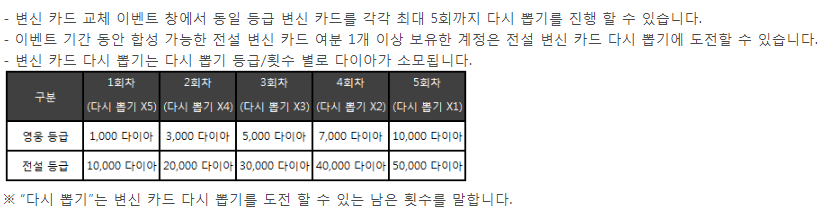 - 변신 카드 교체 이벤트 창에서 동일 등급 변신 카드를 각각 최대 5회까지 다시 뽑기를 진행 할 수 있습니다.
- 이벤트 기간 동안 합성 가능한 전설 변신 카드 여분 1개 이상 보유한 계정은 전설 변신 카드 다시 뽑기에 도전할 수 있습니다.
- 변신 카드 다시 뽑기는 다시 뽑기 등급/횟수 별로 다이아가 소모됩니다.
구분 1회차 2회차 3회차 4회차 5회차
(다시 뽑기 X5) (다시 뽑기 X4) (다시 뽑기 X3) (다시 뽑기 X2) (다시 뽑기 X1)
영웅 등급 1,000 다이아 3,000 다이아 5,000 다이아 7,000 다이아 10,000 다이아
전설 등급 10,000 다이아 20,000 다이아 30,000 다이아 40,000 다이아 50,000 다이아
※ “다시 뽑기”는 변신 카드 다시 뽑기를 도전 할 수 있는 남은 횟수를 말합니다.